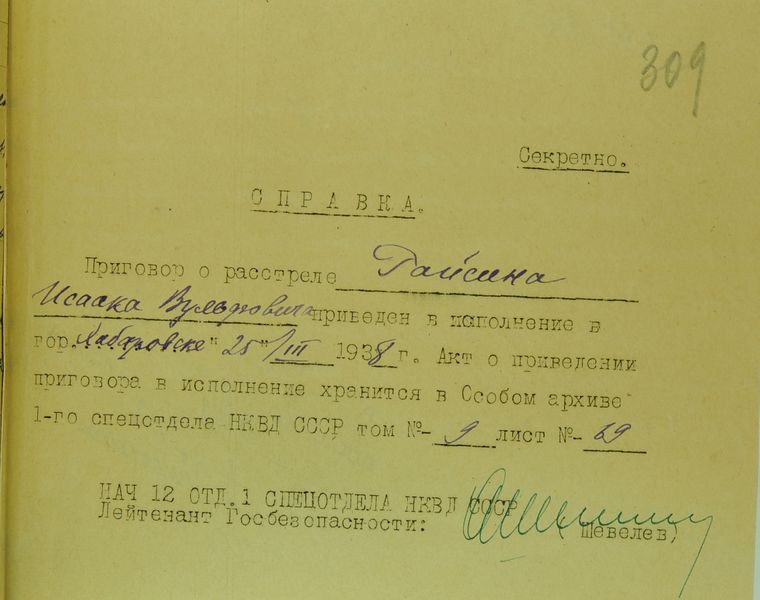 309
Секретно.
СПРАВКА.
Приговор о расстреле Гайсина
Исаака Вульфовича приведен в исполнение в
гор. Хабаровске "25" III 1938 г. Акт о приведении
приговора в исполнение хранится в Особом архиве
1-го спецотдела НКВД СССР том №- 9 лист №- 69
НАЧ 12 ОТД.1 СПЕЦОТДЕЛА НКВД СССР
Лейтенант Госбезопасности: Шевелев)